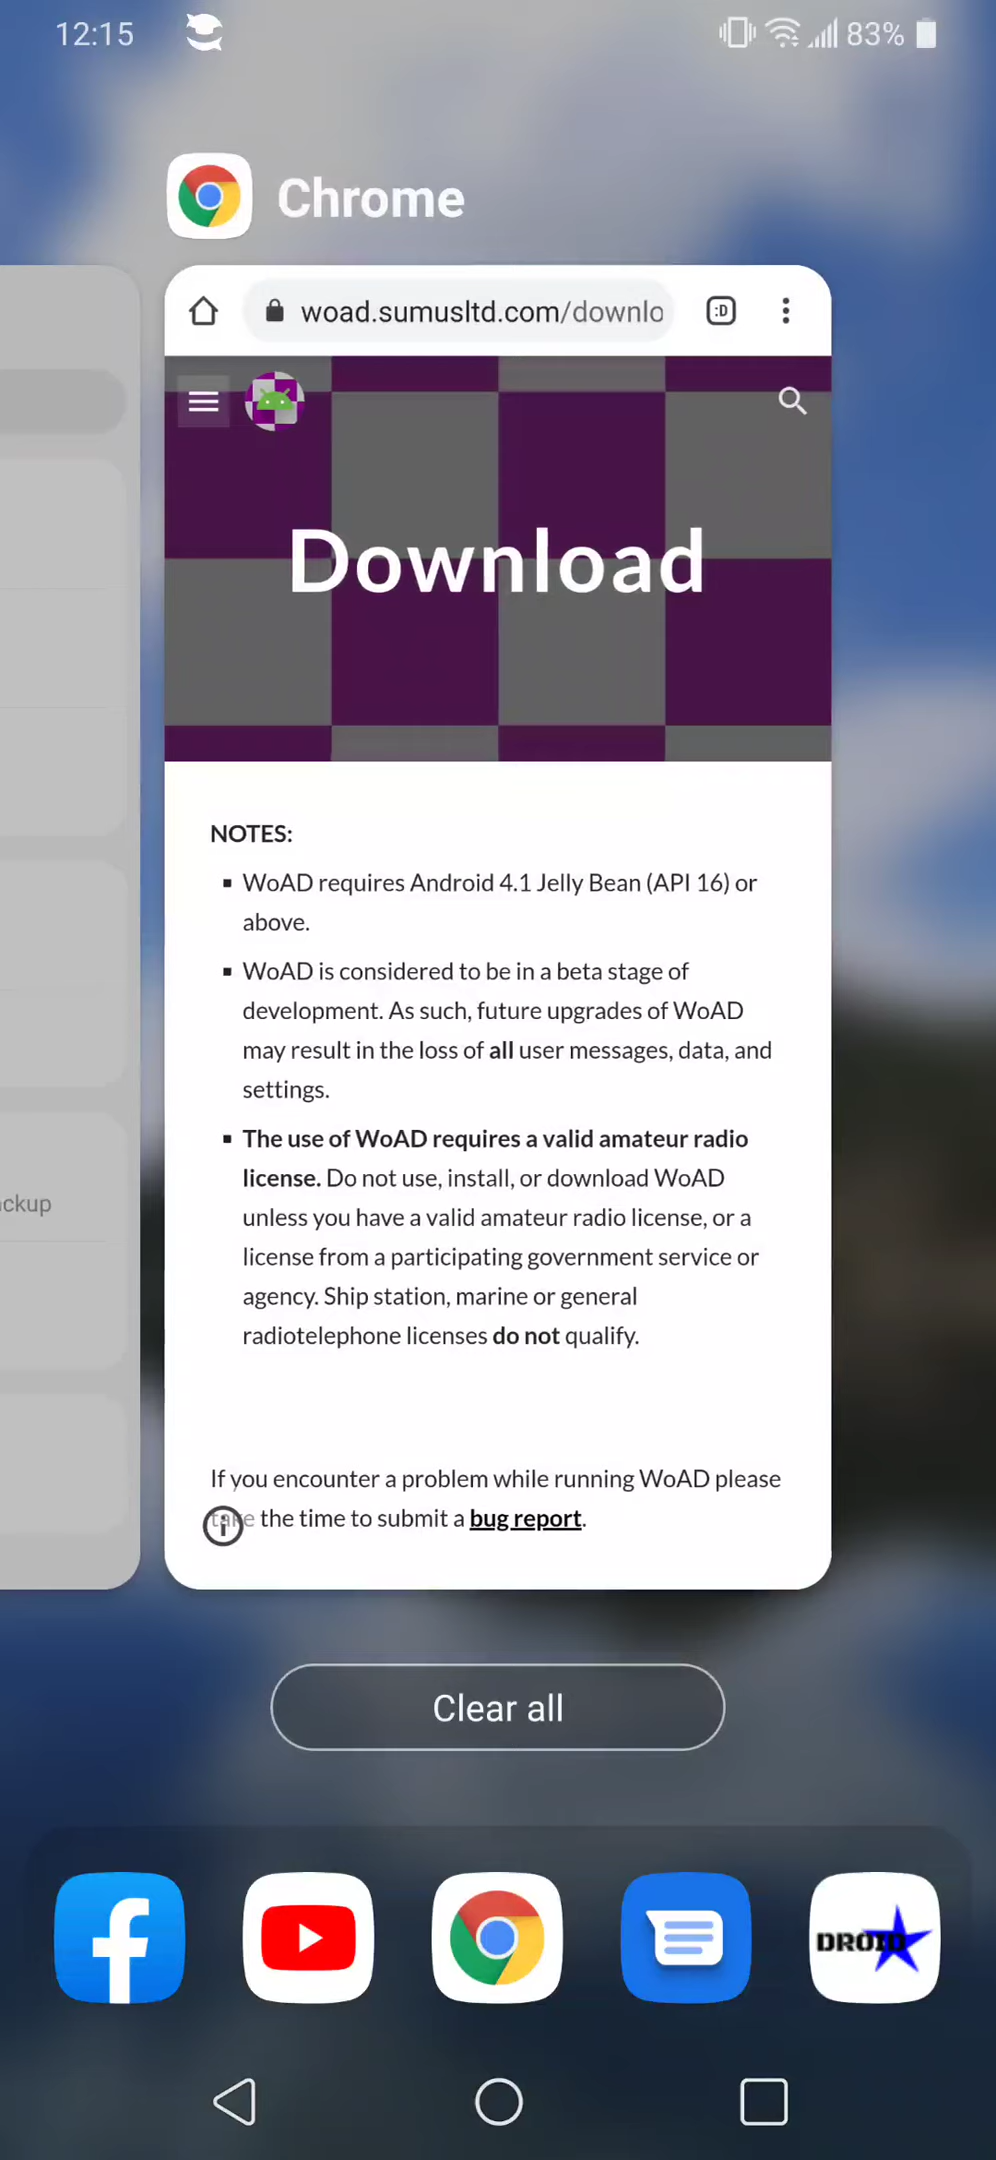 12:15
83%
Chrome
woad.sumusltd.com/downlo
:D
Download
NOTES:
WoAD requires Android 4.1 Jelly Bean (API 16) or
above.
WoAD is considered to be in a beta stage of
development. As such, future upgrades of WoAD
may result in the loss of all user messages, data, and
settings.
The use of WoAD requires a valid amateur radio
license. Do not use, install, or download WoAD
unless you have a valid amateur radio license, or a
license from a participating government service or
agency. Ship station, marine or general
radiotelephone licenses do not qualify.
ckup
If you encounter a problem while running WoAD please
take the time to submit a bug report.
Clear all
DROID